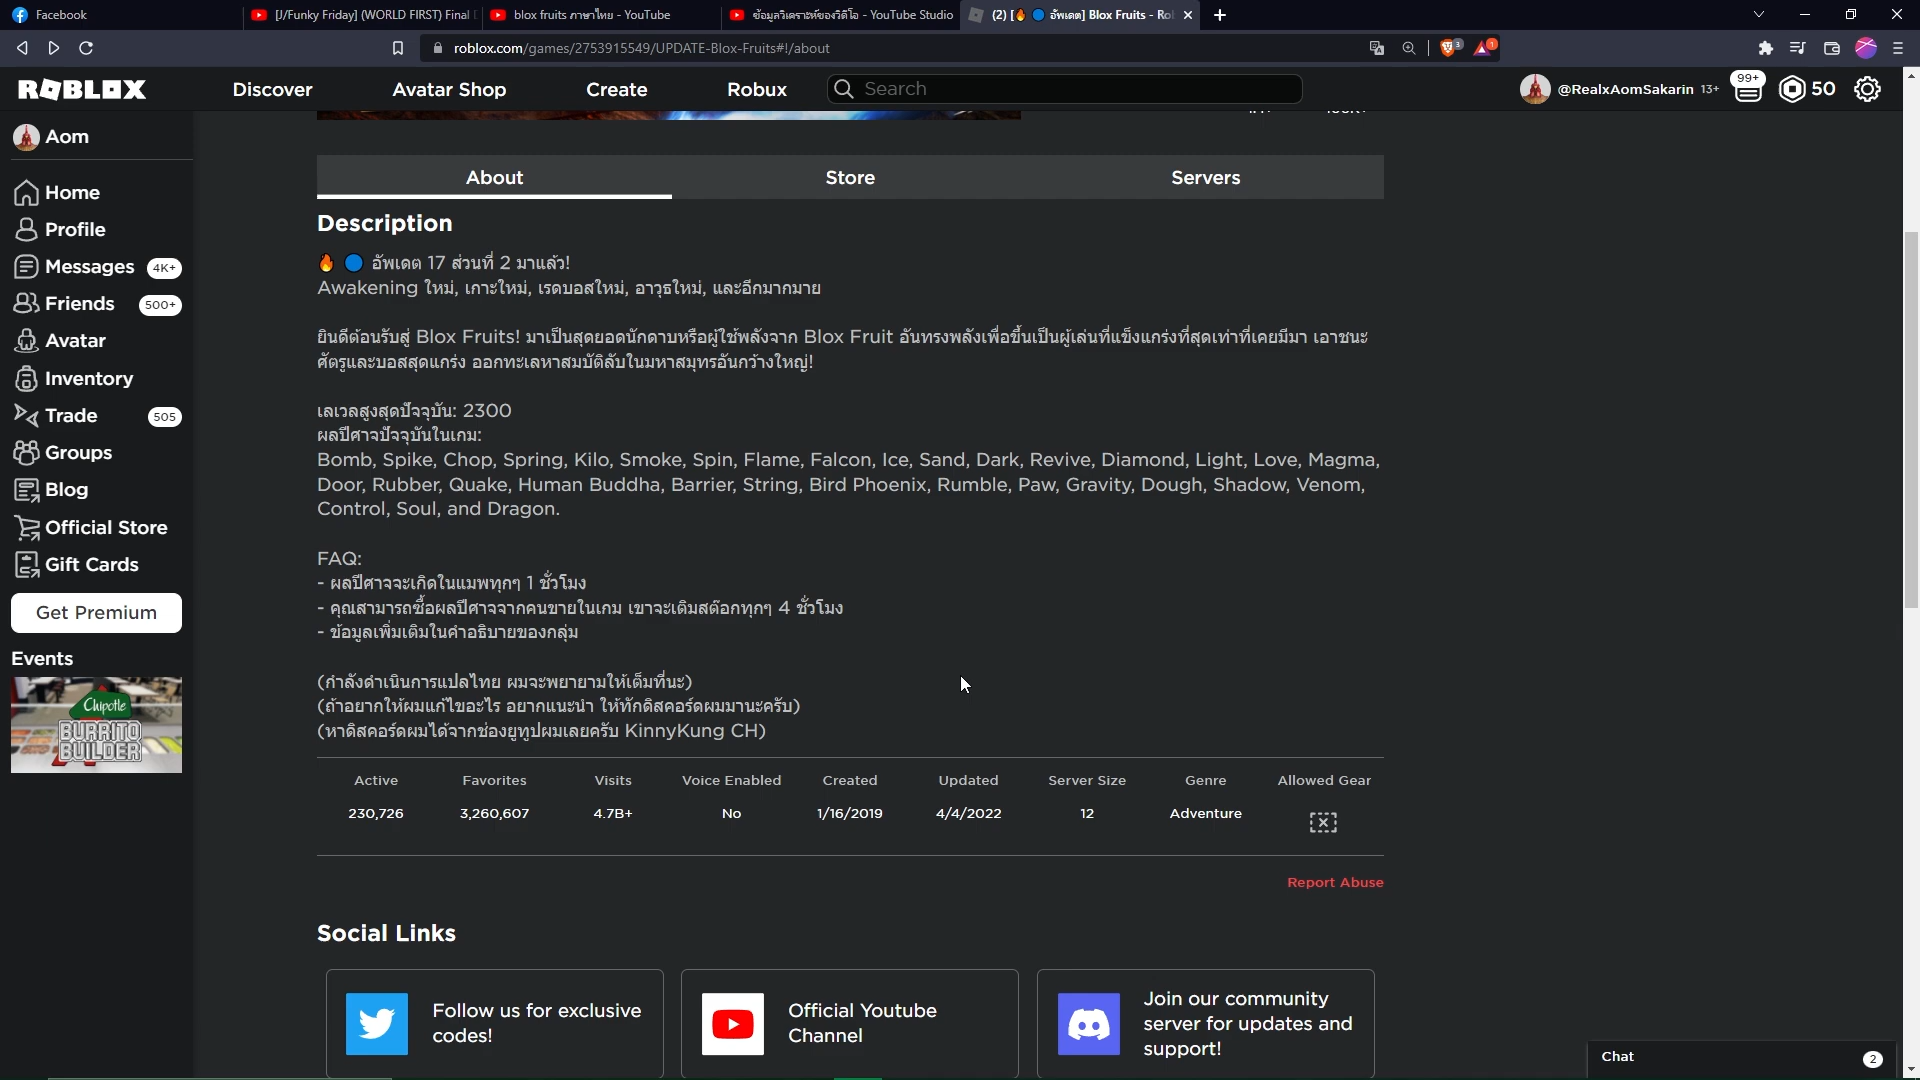 Facebook
[J/Funky Friday] (WORLD FIRST) Final
blox fruits ภาษาไทย - YouTube
ข้อมูลวิเคราะห์ของวิดีโอ - YouTube Studio
(2) [🔥 🔵 อัพเดต] Blox Fruits - Ro
roblox.com/games/2753915549/UPDATE-Blox-Fruits#!/about
3
1
ROBLOX
Discover
Avatar Shop
Create
Robux
Search
@RealxAomSakarin 13+
99+
50
Aom
Home
Profile
Messages 4K+
Friends 500+
Avatar
Inventory
Trade 505
Groups
Blog
Official Store
Gift Cards
Get Premium
Events
Chipotle
BURRITO
BUILDER
About
Store
Servers
Description
🔥 🔵 อัพเดต 17 ส่วนที่ 2 มาแล้ว!
Awakening ใหม่, เกาะใหม่, เรดบอสใหม่, อาวุธใหม่, และอีกมากมาย
ยินดีต้อนรับสู่ Blox Fruits! มาเป็นสุดยอดนักดาบหรือผู้ใช้พลังจาก Blox Fruit อันทรงพลังเพื่อขึ้นเป็นผู้เล่นที่แข็งแกร่งที่สุดเท่าที่เคยมีมา เอาชนะ
ศัตรูและบอสสุดแกร่ง ออกทะเลหาสมบัติลับในมหาสมุทรอันกว้างใหญ่!
เลเวลสูงสุดปัจจุบัน: 2300
ผลปีศาจปัจจุบันในเกม:
Bomb, Spike, Chop, Spring, Kilo, Smoke, Spin, Flame, Falcon, Ice, Sand, Dark, Revive, Diamond, Light, Love, Magma,
Door, Rubber, Quake, Human Buddha, Barrier, String, Bird Phoenix, Rumble, Paw, Gravity, Dough, Shadow, Venom,
Control, Soul, and Dragon.
FAQ:
- ผลปีศาจจะเกิดในแมพทุกๆ 1 ชั่วโมง
- คุณสามารถซื้อผลปีศาจจากคนขายในเกม เขาจะเติมสต๊อกทุกๆ 4 ชั่วโมง
- ข้อมูลเพิ่มเติมในคำอธิบายของกลุ่ม
(กำลังดำเนินการแปลไทย ผมจะพยายามให้เต็มที่นะ)
(ถ้าอยากให้ผมแก้ไขอะไร อยากแนะนำ ให้ทักดิสคอร์ดผมมานะครับ)
(หาดิสคอร์ดผมได้จากช่องยูทูปผมเลยครับ KinnyKung CH)
Active Favorites Visits Voice Enabled Created Updated Server Size Genre Allowed Gear
230,726 3,260,607 4.7B+ No 1/16/2019 4/4/2022 12 Adventure
Report Abuse
Social Links
Follow us for exclusive
codes!
Official Youtube
Channel
Join our community
server for updates and
support!
Chat 2